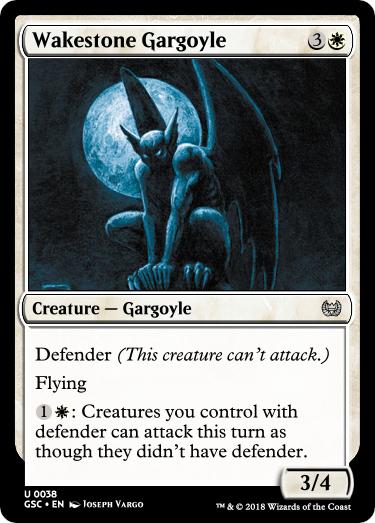 Wakestone Gargoyle 3
Creature — Gargoyle
Defender (This creature can't attack.)
Flying
1 : Creatures you control with
defender can attack this turn as
though they didn't have defender.
3/4
U 0038
GSC • EN Joseph Vargo
™ & © 2018 Wizards of the Coast